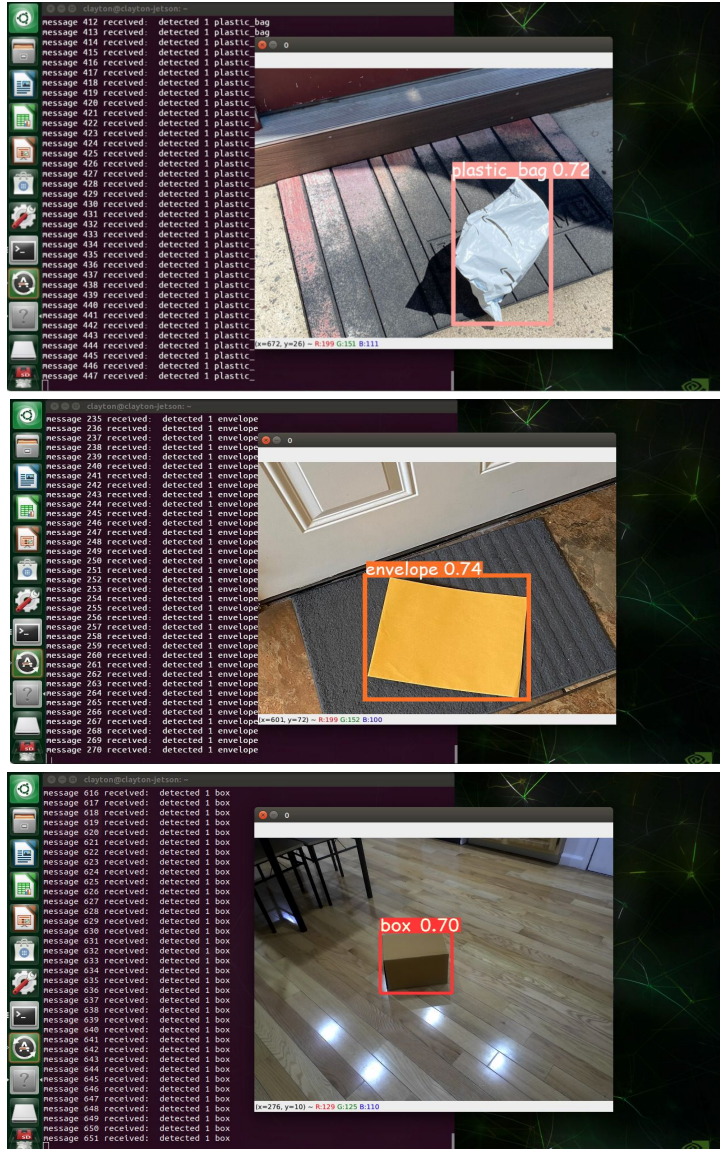 clayton@clayton-jetson: ~
message 412 received: detected 1 plastic_bag
message 413 received: detected 1 plastic_bag
message 414 received: detected 1 plastic_
message 415 received: detected 1 plastic_
message 416 received: detected 1 plastic_
message 417 received: detected 1 plastic_
message 418 received: detected 1 plastic_
message 419 received: detected 1 plastic_
message 420 received: detected 1 plastic_
message 421 received: detected 1 plastic_
message 422 received: detected 1 plastic_
message 423 received: detected 1 plastic_
message 424 received: detected 1 plastic_
message 425 received: detected 1 plastic_
message 426 received: detected 1 plastic_
message 427 received: detected 1 plastic_
message 428 received: detected 1 plastic_
message 429 received: detected 1 plastic_
message 430 received: detected 1 plastic_
message 431 received: detected 1 plastic_
message 432 received: detected 1 plastic_
message 434 received: detected 1 plastic_
message 435 received: detected 1 plastic_
message 436 received: detected 1 plastic_
message 437 received: detected 1 plastic_
message 438 received: detected 1 plastic_
message 439 received: detected 1 plastic_
message 440 received: detected 1 plastic_
message 441 received: detected 1 plastic_
message 442 received: detected 1 plastic_
message 443 received: detected 1 plastic_
message 444 received: detected 1 plastic_
message 445 received: detected 1 plastic_
message 446 received: detected 1 plastic_
message 447 received: detected 1 plastic_
0
plastic_bag 0.72
(x=672, y=26) ~ R:199 G:151 B:111
clayton@clayton-jetson: ~
message 235 received: detected 1 envelope
message 236 received: detected 1 envelope
message 237 received: detected 1 envelope
message 238 received: detected 1 envelope
message 239 received: detected 1 envelope
message 240 received: detected 1 envelope
message 241 received: detected 1 envelope
message 242 received: detected 1 envelope
message 243 received: detected 1 envelope
message 244 received: detected 1 envelope
message 245 received: detected 1 envelope
message 246 received: detected 1 envelope
message 247 received: detected 1 envelope
message 248 received: detected 1 envelope
message 249 received: detected 1 envelope
message 250 received: detected 1 envelope
message 251 received: detected 1 envelope
message 252 received: detected 1 envelope
message 253 received: detected 1 envelope
message 254 received: detected 1 envelope
message 255 received: detected 1 envelope
message 256 received: detected 1 envelope
message 257 received: detected 1 envelope
message 258 received: detected 1 envelope
message 259 received: detected 1 envelope
message 260 received: detected 1 envelope
message 261 received: detected 1 envelope
message 262 received: detected 1 envelope
message 263 received: detected 1 envelope
message 264 received: detected 1 envelope
message 265 received: detected 1 envelope
message 266 received: detected 1 envelope
message 267 received: detected 1 envelope
message 268 received: detected 1 envelope
message 269 received: detected 1 envelope
message 270 received: detected 1 envelope
0
envelope 0.74
(x=601, y=72) ~ R:199 G:152 B:100
clayton@clayton-jetson: ~
message 616 received: detected 1 box
message 617 received: detected 1 box
message 618 received: detected 1 box
message 619 received: detected 1 box
message 620 received: detected 1 box
message 621 received: detected 1 box
message 622 received: detected 1 box
message 623 received: detected 1 box
message 624 received: detected 1 box
message 625 received: detected 1 box
message 626 received: detected 1 box
message 627 received: detected 1 box
message 628 received: detected 1 box
message 629 received: detected 1 box
message 630 received: detected 1 box
message 631 received: detected 1 box
message 632 received: detected 1 box
message 633 received: detected 1 box
message 634 received: detected 1 box
message 635 received: detected 1 box
message 636 received: detected 1 box
message 637 received: detected 1 box
message 638 received: detected 1 box
message 639 received: detected 1 box
message 640 received: detected 1 box
message 641 received: detected 1 box
message 642 received: detected 1 box
message 643 received: detected 1 box
message 644 received: detected 1 box
message 645 received: detected 1 box
message 646 received: detected 1 box
message 647 received: detected 1 box
message 648 received: detected 1 box
message 649 received: detected 1 box
message 650 received: detected 1 box
message 651 received: detected 1 box
0
box 0.70
(x=276, y=10) ~ R:129 G:125 B:110